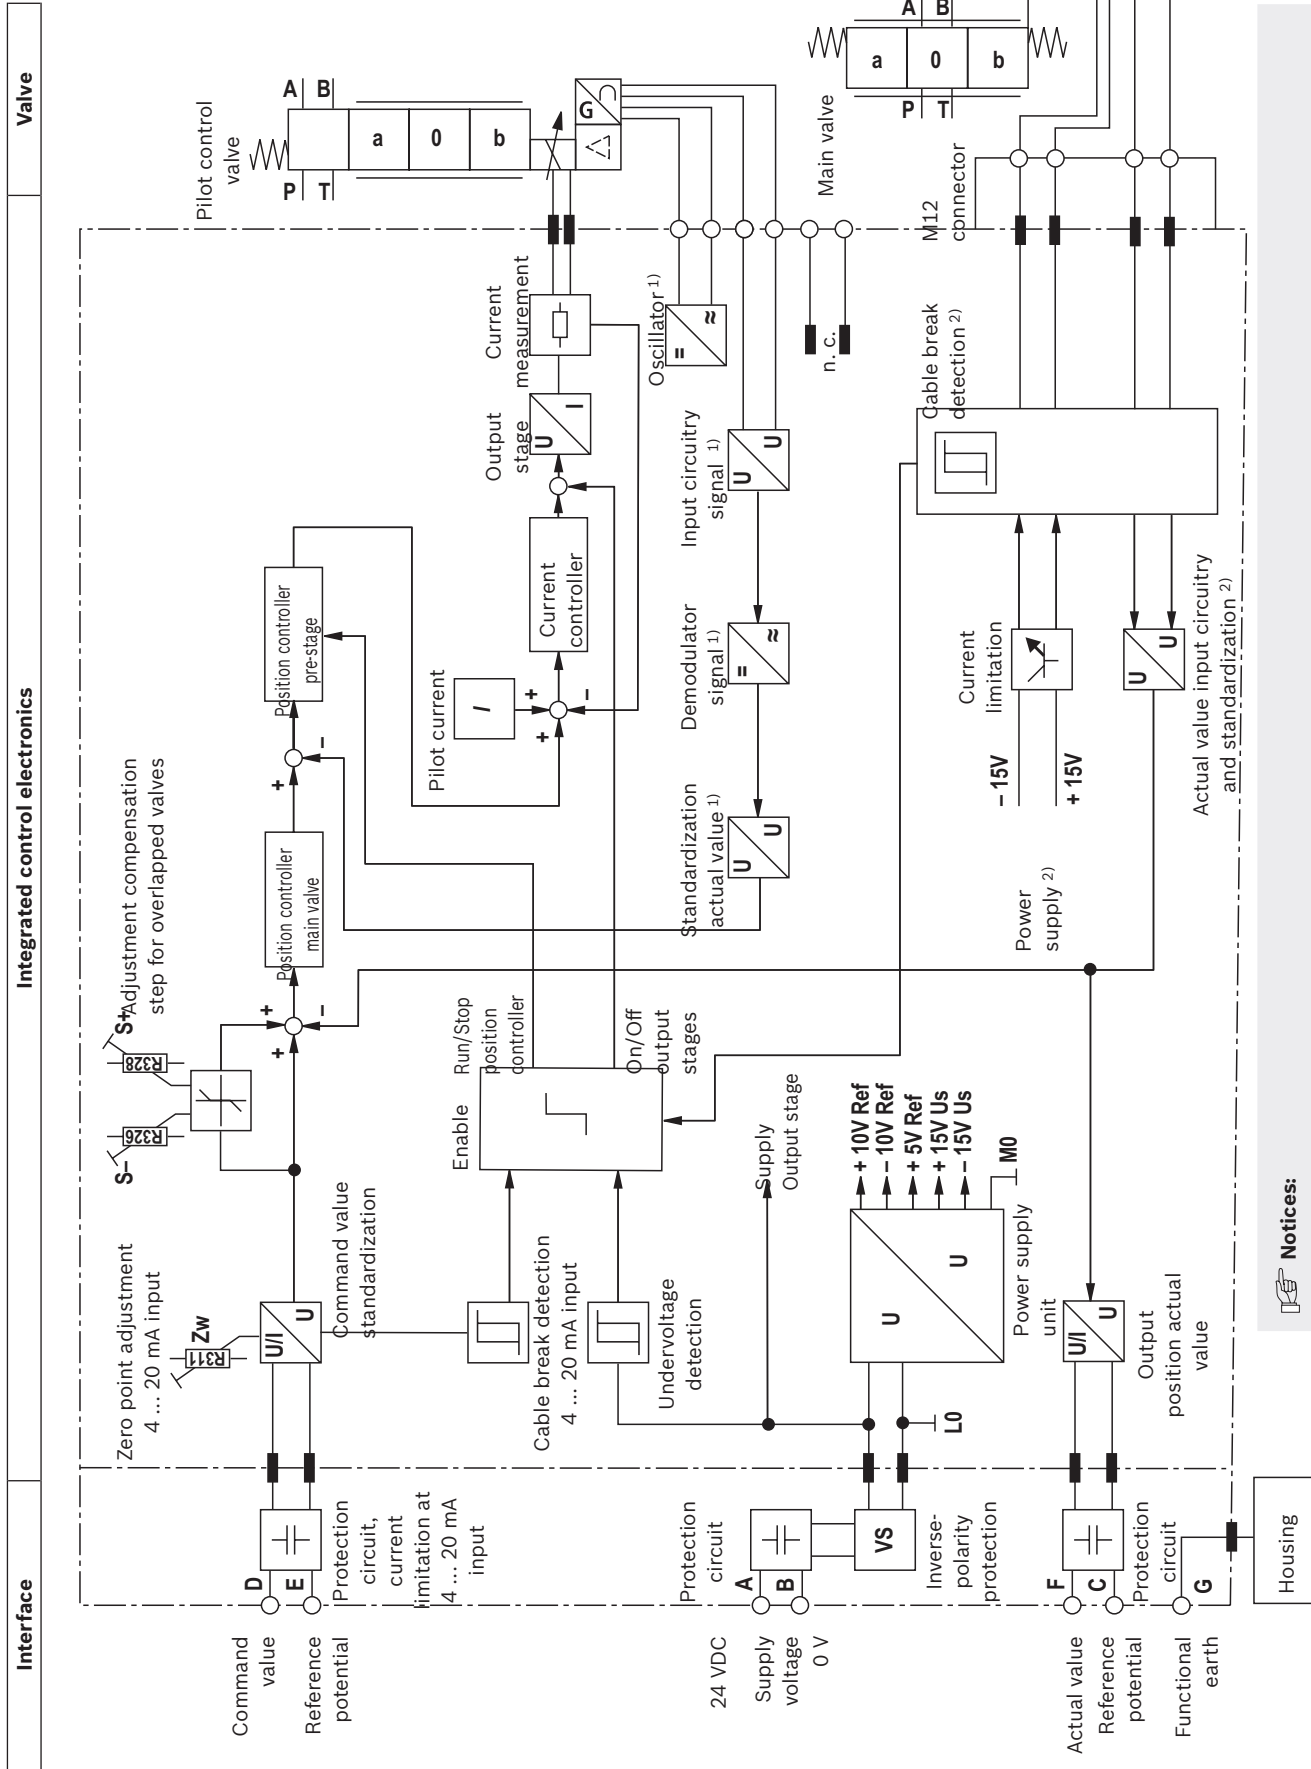 Interface
Integrated control electronics
Valve
Command
value
Reference
potential
D
E
Protection
circuit,
current
limitation at
4 ... 20 mA
input
Zero point adjustment
4 ... 20 mA input
R311
Zw
U/I
U
Command value
standardization
S–
R326
R328
S+
Adjustment compensation
step for overlapped valves
+
+
–
Position controller
main valve
+
–
Position controller
pre-stage
Pilot control
valve
P
T
A
B
a
0
b
G
Cable break detection
4 ... 20 mA input
Undervoltage
detection
Enable
Run/Stop
position
controller
On/Off
output
stages
Pilot current
I
+
+
–
Current
controller
Output
stage
U
I
Current
measurement
Oscillator 1)
=
≈
Standardization
actual value 1)
U
U
Demodulator
signal 1)
=
≈
Input circuitry
signal 1)
U
U
n. c.
Main valve
P
T
A
B
a
0
b
24 VDC
Supply
voltage
0 V
A
B
Protection
circuit
VS
Inverse-
polarity
protection
L0
U
U
Power supply
unit
Supply
Output stage
+ 10V Ref
– 10V Ref
+ 5V Ref
+ 15V Us
– 15V Us
M0
Power
supply 2)
– 15V
+ 15V
Current
limitation
Cable break
detection 2)
M12
connector
Actual value
Reference
potential
F
C
Protection
circuit
U/I
U
Output
position actual
value
U
U
Actual value input circuitry
and standardization 2)
Functional
earth
G
Housing
Notices: